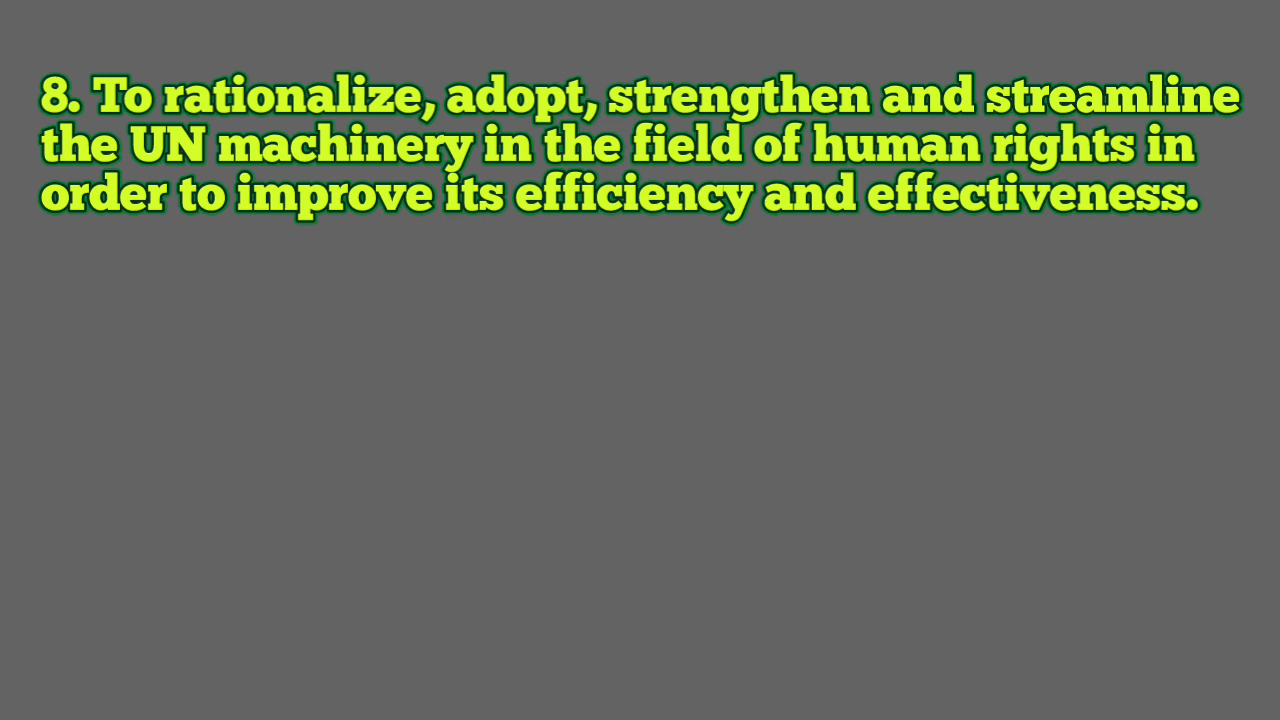 8. To rationalize, adopt, strengthen and streamline
the UN machinery in the field of human rights in
order to improve its efficiency and effectiveness.